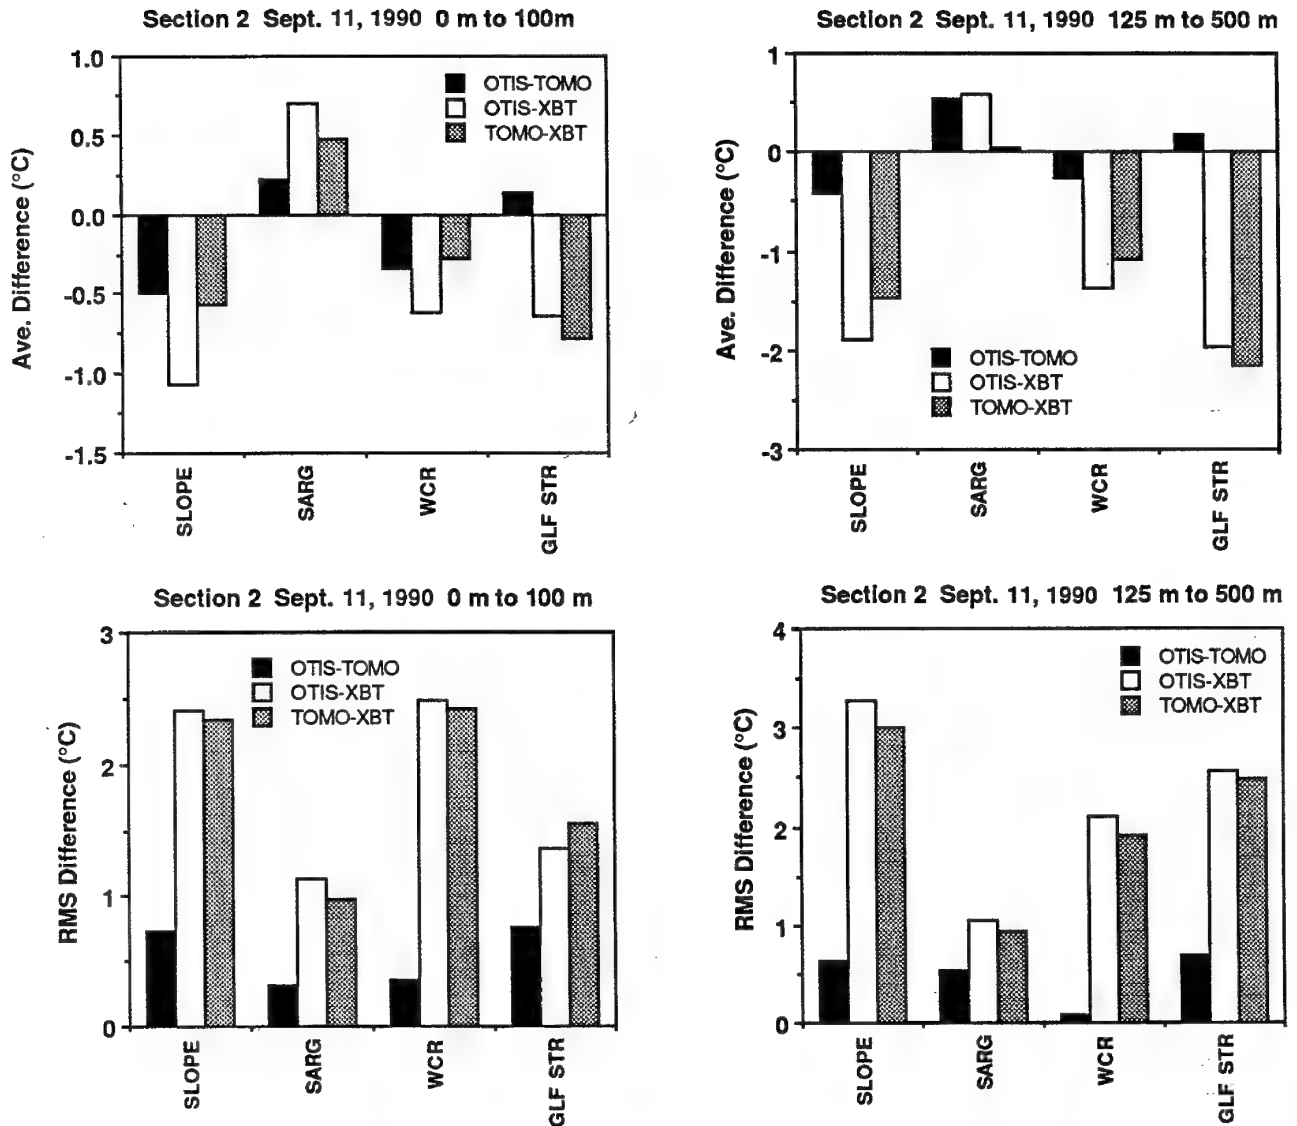 Section 2 Sept. 11, 1990 0 m to 100m
1.0
0.5
0.0
-0.5
-1.0
-1.5
Ave. Difference (°C)
OTIS-TOMO
OTIS-XBT
TOMO-XBT
SLOPE
SARG
WCR
GLF STR
Section 2 Sept. 11, 1990 125 m to 500 m
1
0
-1
-2
-3
Ave. Difference (°C)
OTIS-TOMO
OTIS-XBT
TOMO-XBT
SLOPE
SARG
WCR
GLF STR
Section 2 Sept. 11, 1990 0 m to 100 m
3
2
1
0
RMS Difference (°C)
OTIS-TOMO
OTIS-XBT
TOMO-XBT
SLOPE
SARG
WCR
GLF STR
Section 2 Sept. 11, 1990 125 m to 500 m
4
3
2
1
0
RMS Difference (°C)
OTIS-TOMO
OTIS-XBT
TOMO-XBT
SLOPE
SARG
WCR
GLF STR